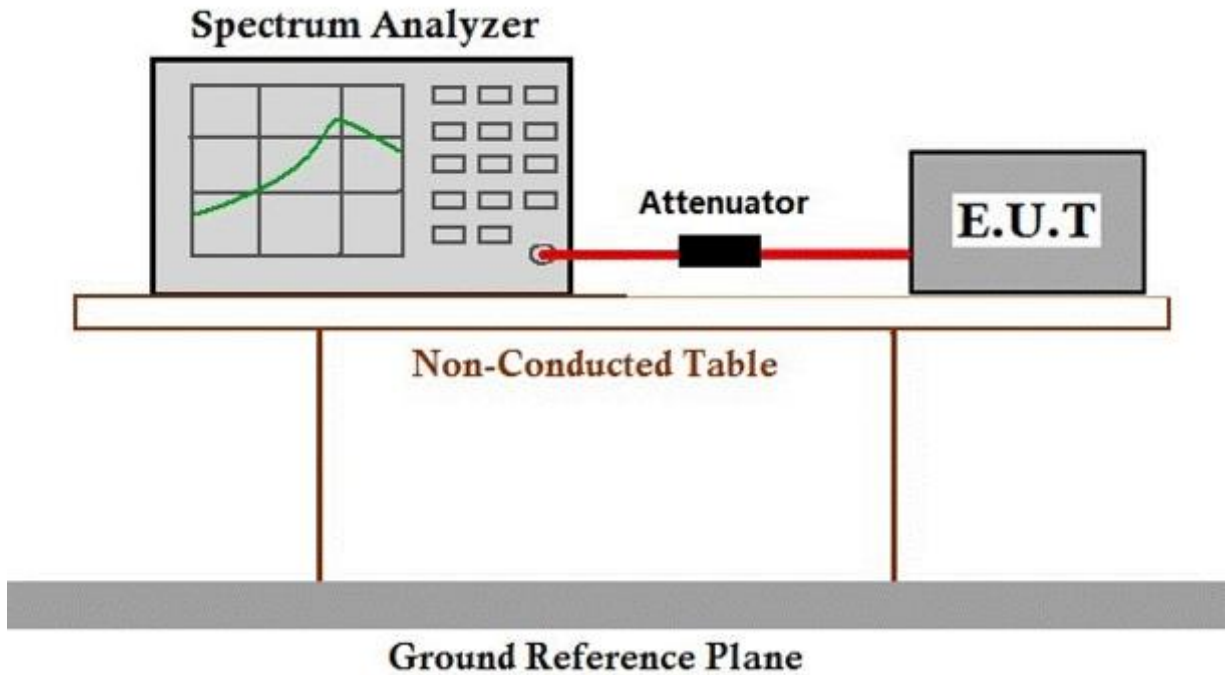 Spectrum Analyzer
Attenuator
E.U.T
Non-Conducted Table
Ground Reference Plane